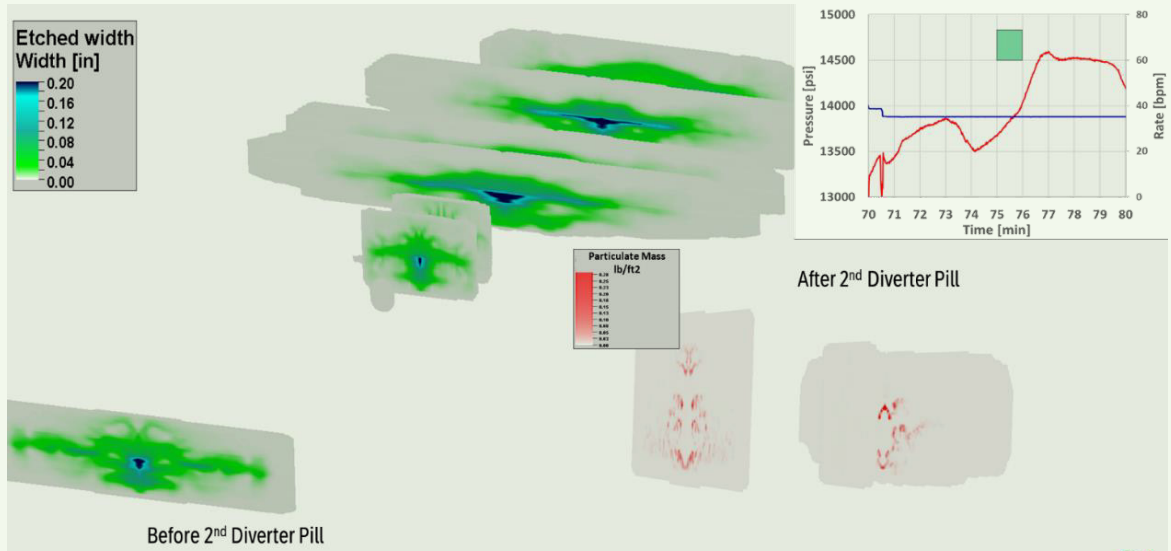 Etched width
Width [in]
0.20
0.16
0.12
0.08
0.04
0.00
15000
14500
14000
13500
13000
Pressure [psi]
80
60
40
20
0
Rate [bpm]
70 71 72 73 74 75 76 77 78 79 80
Time [min]
Particulate Mass
lb/ft2
After 2nd Diverter Pill
Before 2nd Diverter Pill